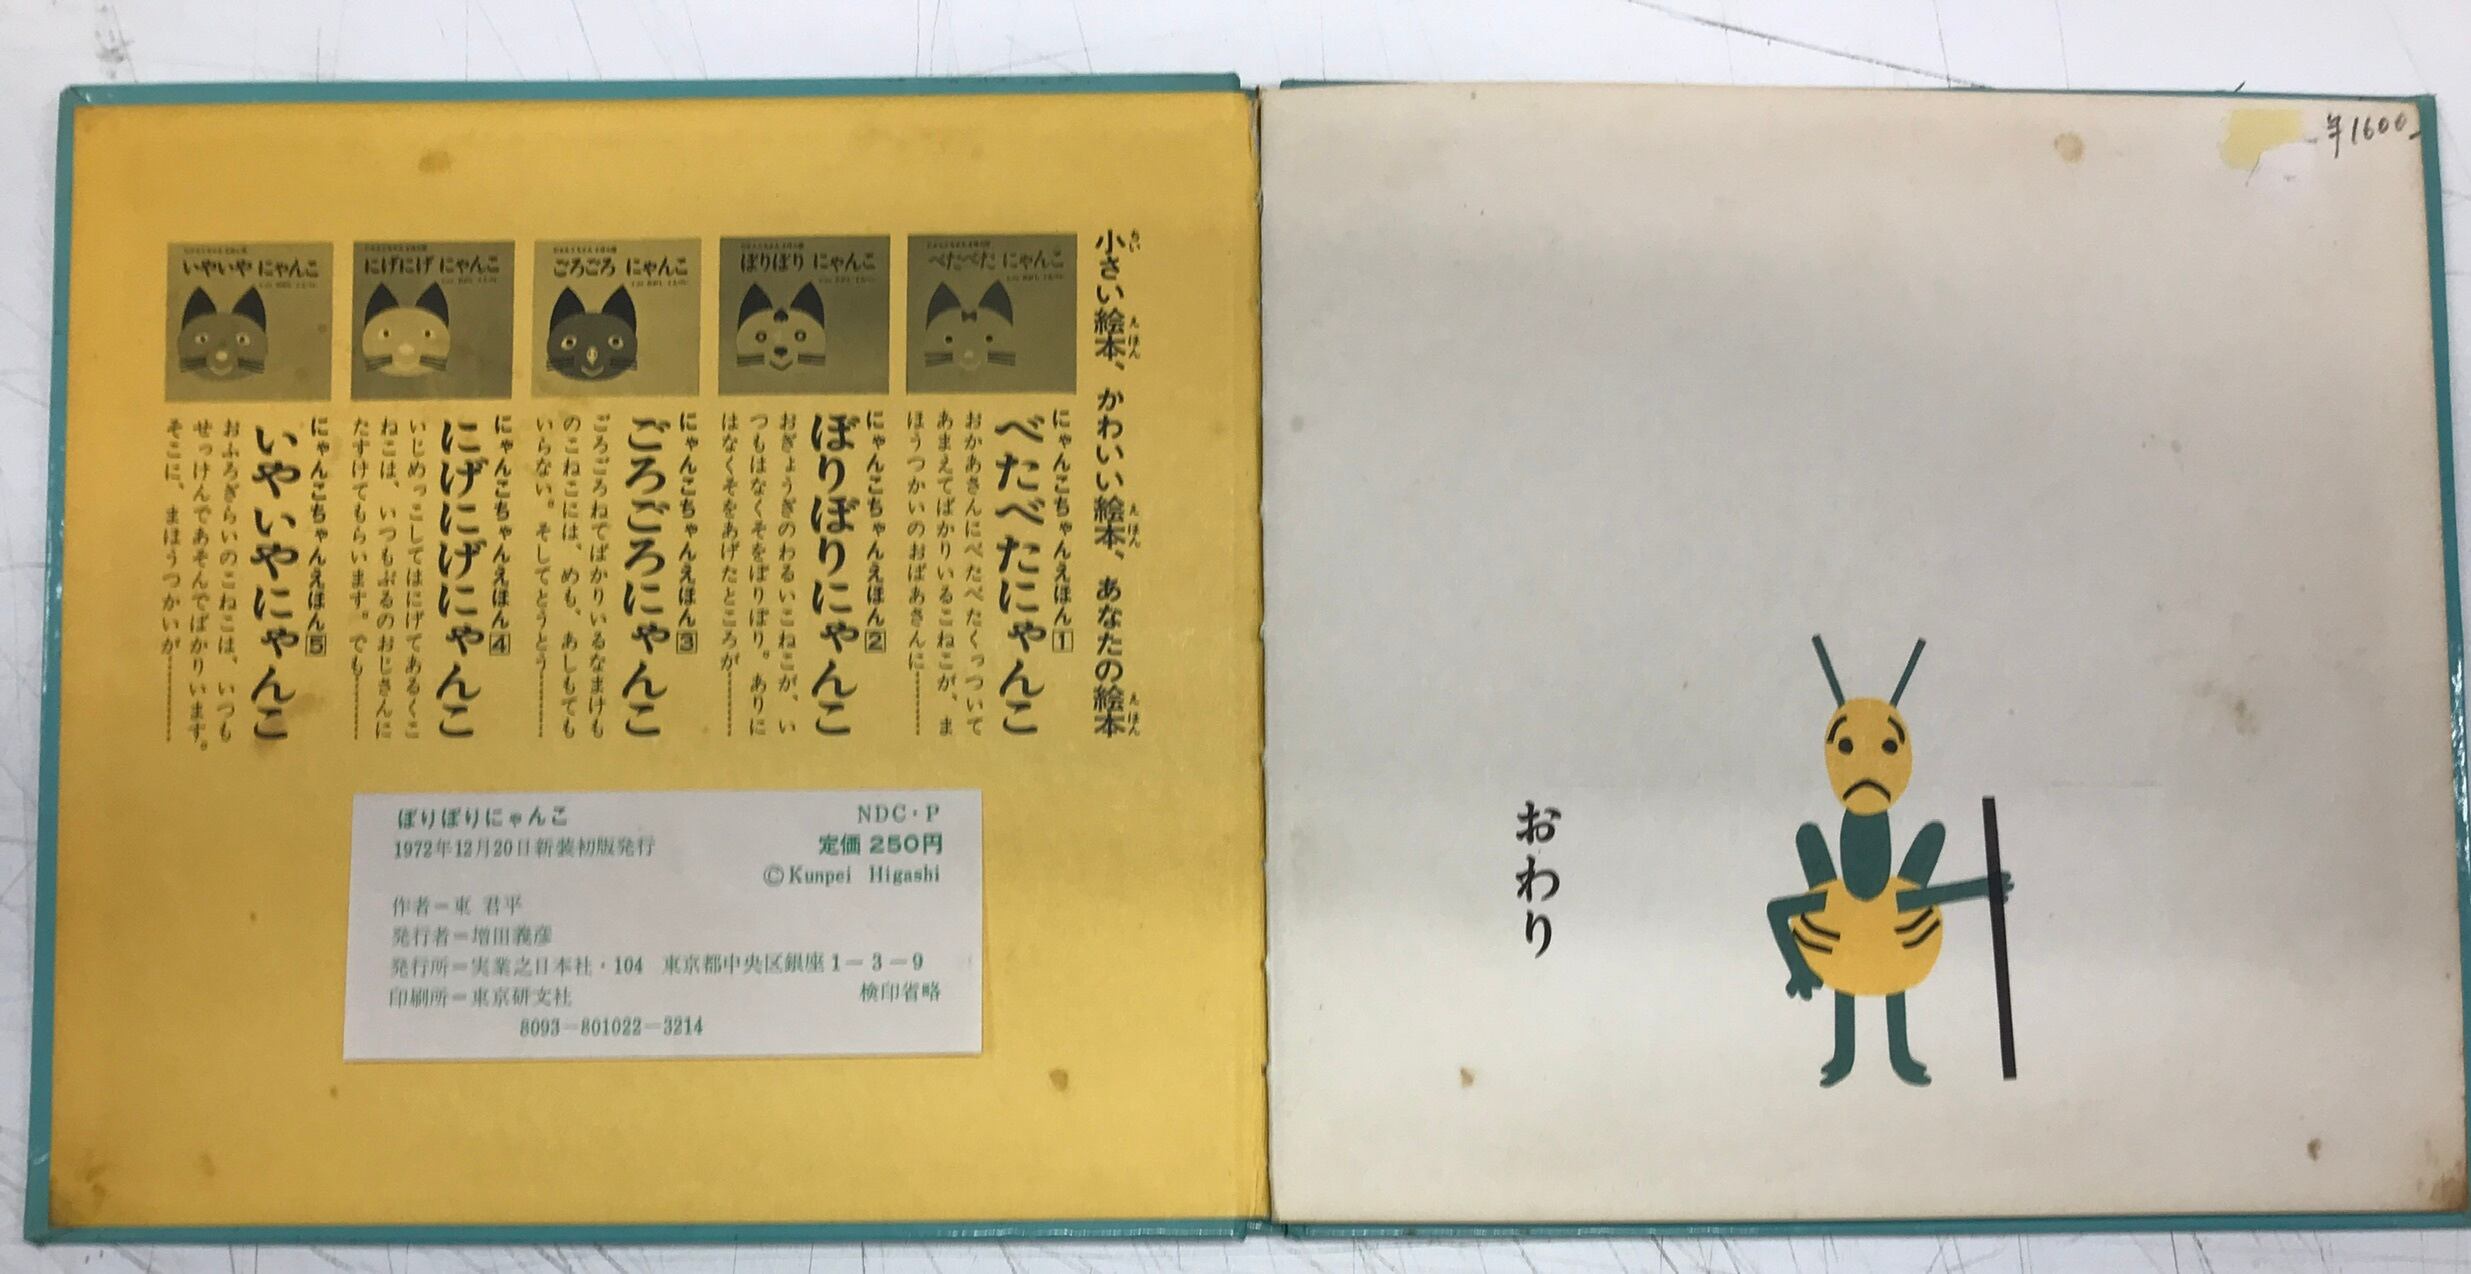 ¥1600-
おわり
小さい絵本、かわいい絵本、あなたの絵本
べたべた にゃんこ
にゃんこちゃんえほん1
べたべたにゃんこ
おかあさんにべたべたくっついて
あまえてばかりいるこねこが、ま
ほうつかいのおばあさんに…………
ぽりぽり にゃんこ
にゃんこちゃんえほん2
ぽりぽりにゃんこ
おぎょうぎのわるいこねこが、い
つもはなくそをぽりぽり。ありに
はなくそをあげたところが…………
ごろごろ にゃんこ
にゃんこちゃんえほん3
ごろごろにゃんこ
ごろごろねてばかりいるなまけも
のこねこには、めも、あしもても
いらない。そしてとうとう…………
にげにげ にゃんこ
にゃんこちゃんえほん4
にげにげにゃんこ
いじめっこしてはにげてあるくこ
ねこは、いつもぶるのおじさんに
たすけてもらいます。でも…………
いやいや にゃんこ
にゃんこちゃんえほん5
いやいやにゃんこ
おふろぎらいのこねこは、いつも
せっけんであそんでばかりいます。
そこに、まほうつかいが…………
ぽりぽりにゃんこ
NDC・P
1972年12月20日新装初版発行
定価 250円
©Kunpei Higashi
作者=東 君平
発行者=増田義彦
発行所=実業之日本社・104 東京都中央区銀座1-3-9
印刷所=東京研文社
検印省略
8093-801022-3214